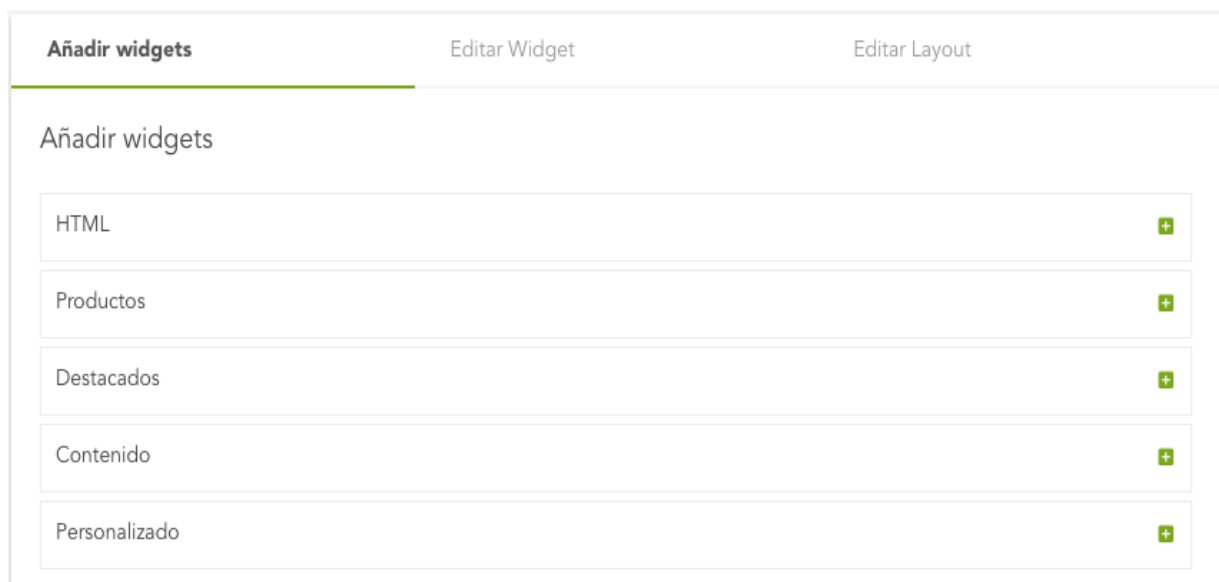 Añadir widgets Editar Widget Editar Layout
Añadir widgets
HTML
Productos
Destacados
Contenido
Personalizado